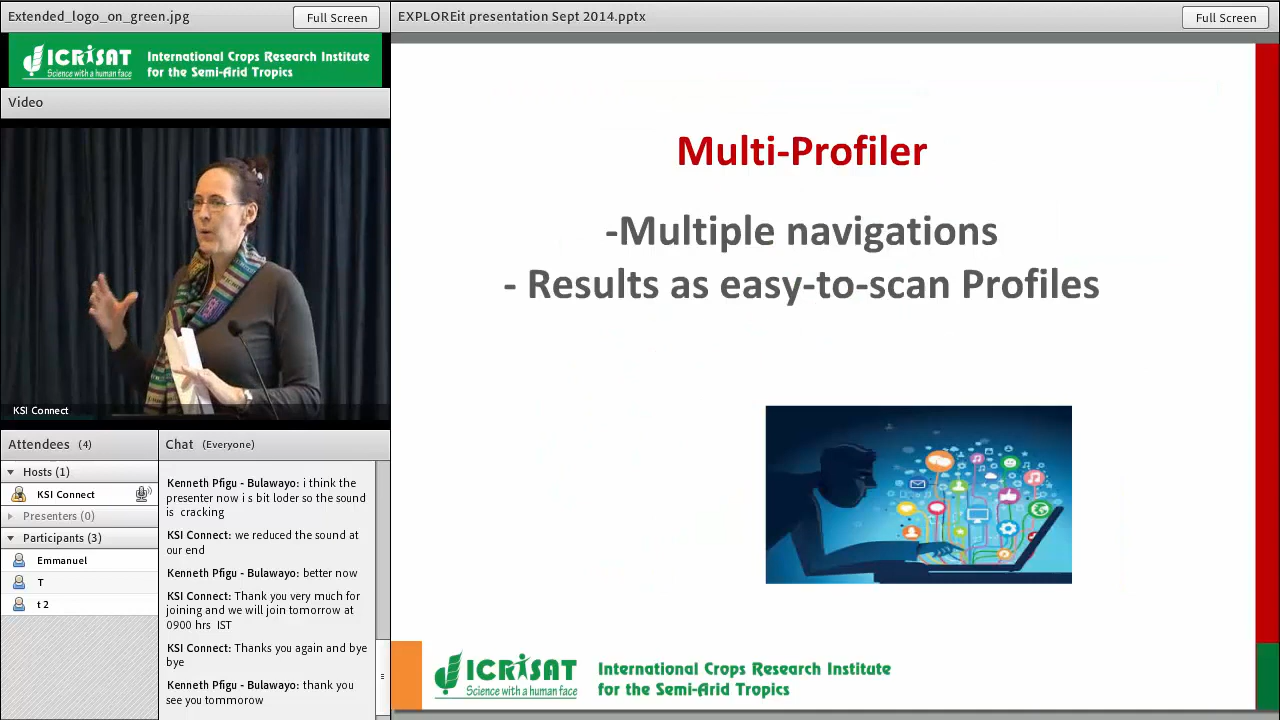 Extended_logo_on_green.jpg
Full Screen
EXPLOREit presentation Sept 2014.pptx
Full Screen
ICRISAT
Science with a human face
International Crops Research Institute
for the Semi-Arid Tropics
Video
KSI Connect
Multi-Profiler
-Multiple navigations
- Results as easy-to-scan Profiles
ICRISAT
Science with a human face
International Crops Research Institute
for the Semi-Arid Tropics
Attendees (4)
Hosts (1)
KSI Connect
Presenters (0)
Participants (3)
Emmanuel
T
t 2
Chat (Everyone)
Kenneth Pfigu - Bulawayo: i think the
presenter now i s bit loder so the sound
is cracking
KSI Connect: we reduced the sound at
our end
Kenneth Pfigu - Bulawayo: better now
KSI Connect: Thank you very much for
joining and we will join tomorrow at
0900 hrs IST
KSI Connect: Thanks you again and bye
bye
Kenneth Pfigu - Bulawayo: thank you
see you tommorow